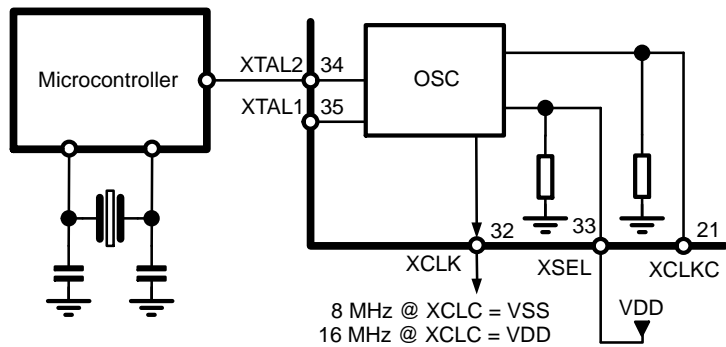 Microcontroller
XTAL2 34
OSC
XTAL1 35
32 33 21
XCLK XSEL XCLKC
8 MHz @ XCLC = VSS
VDD
16 MHz @ XCLC = VDD